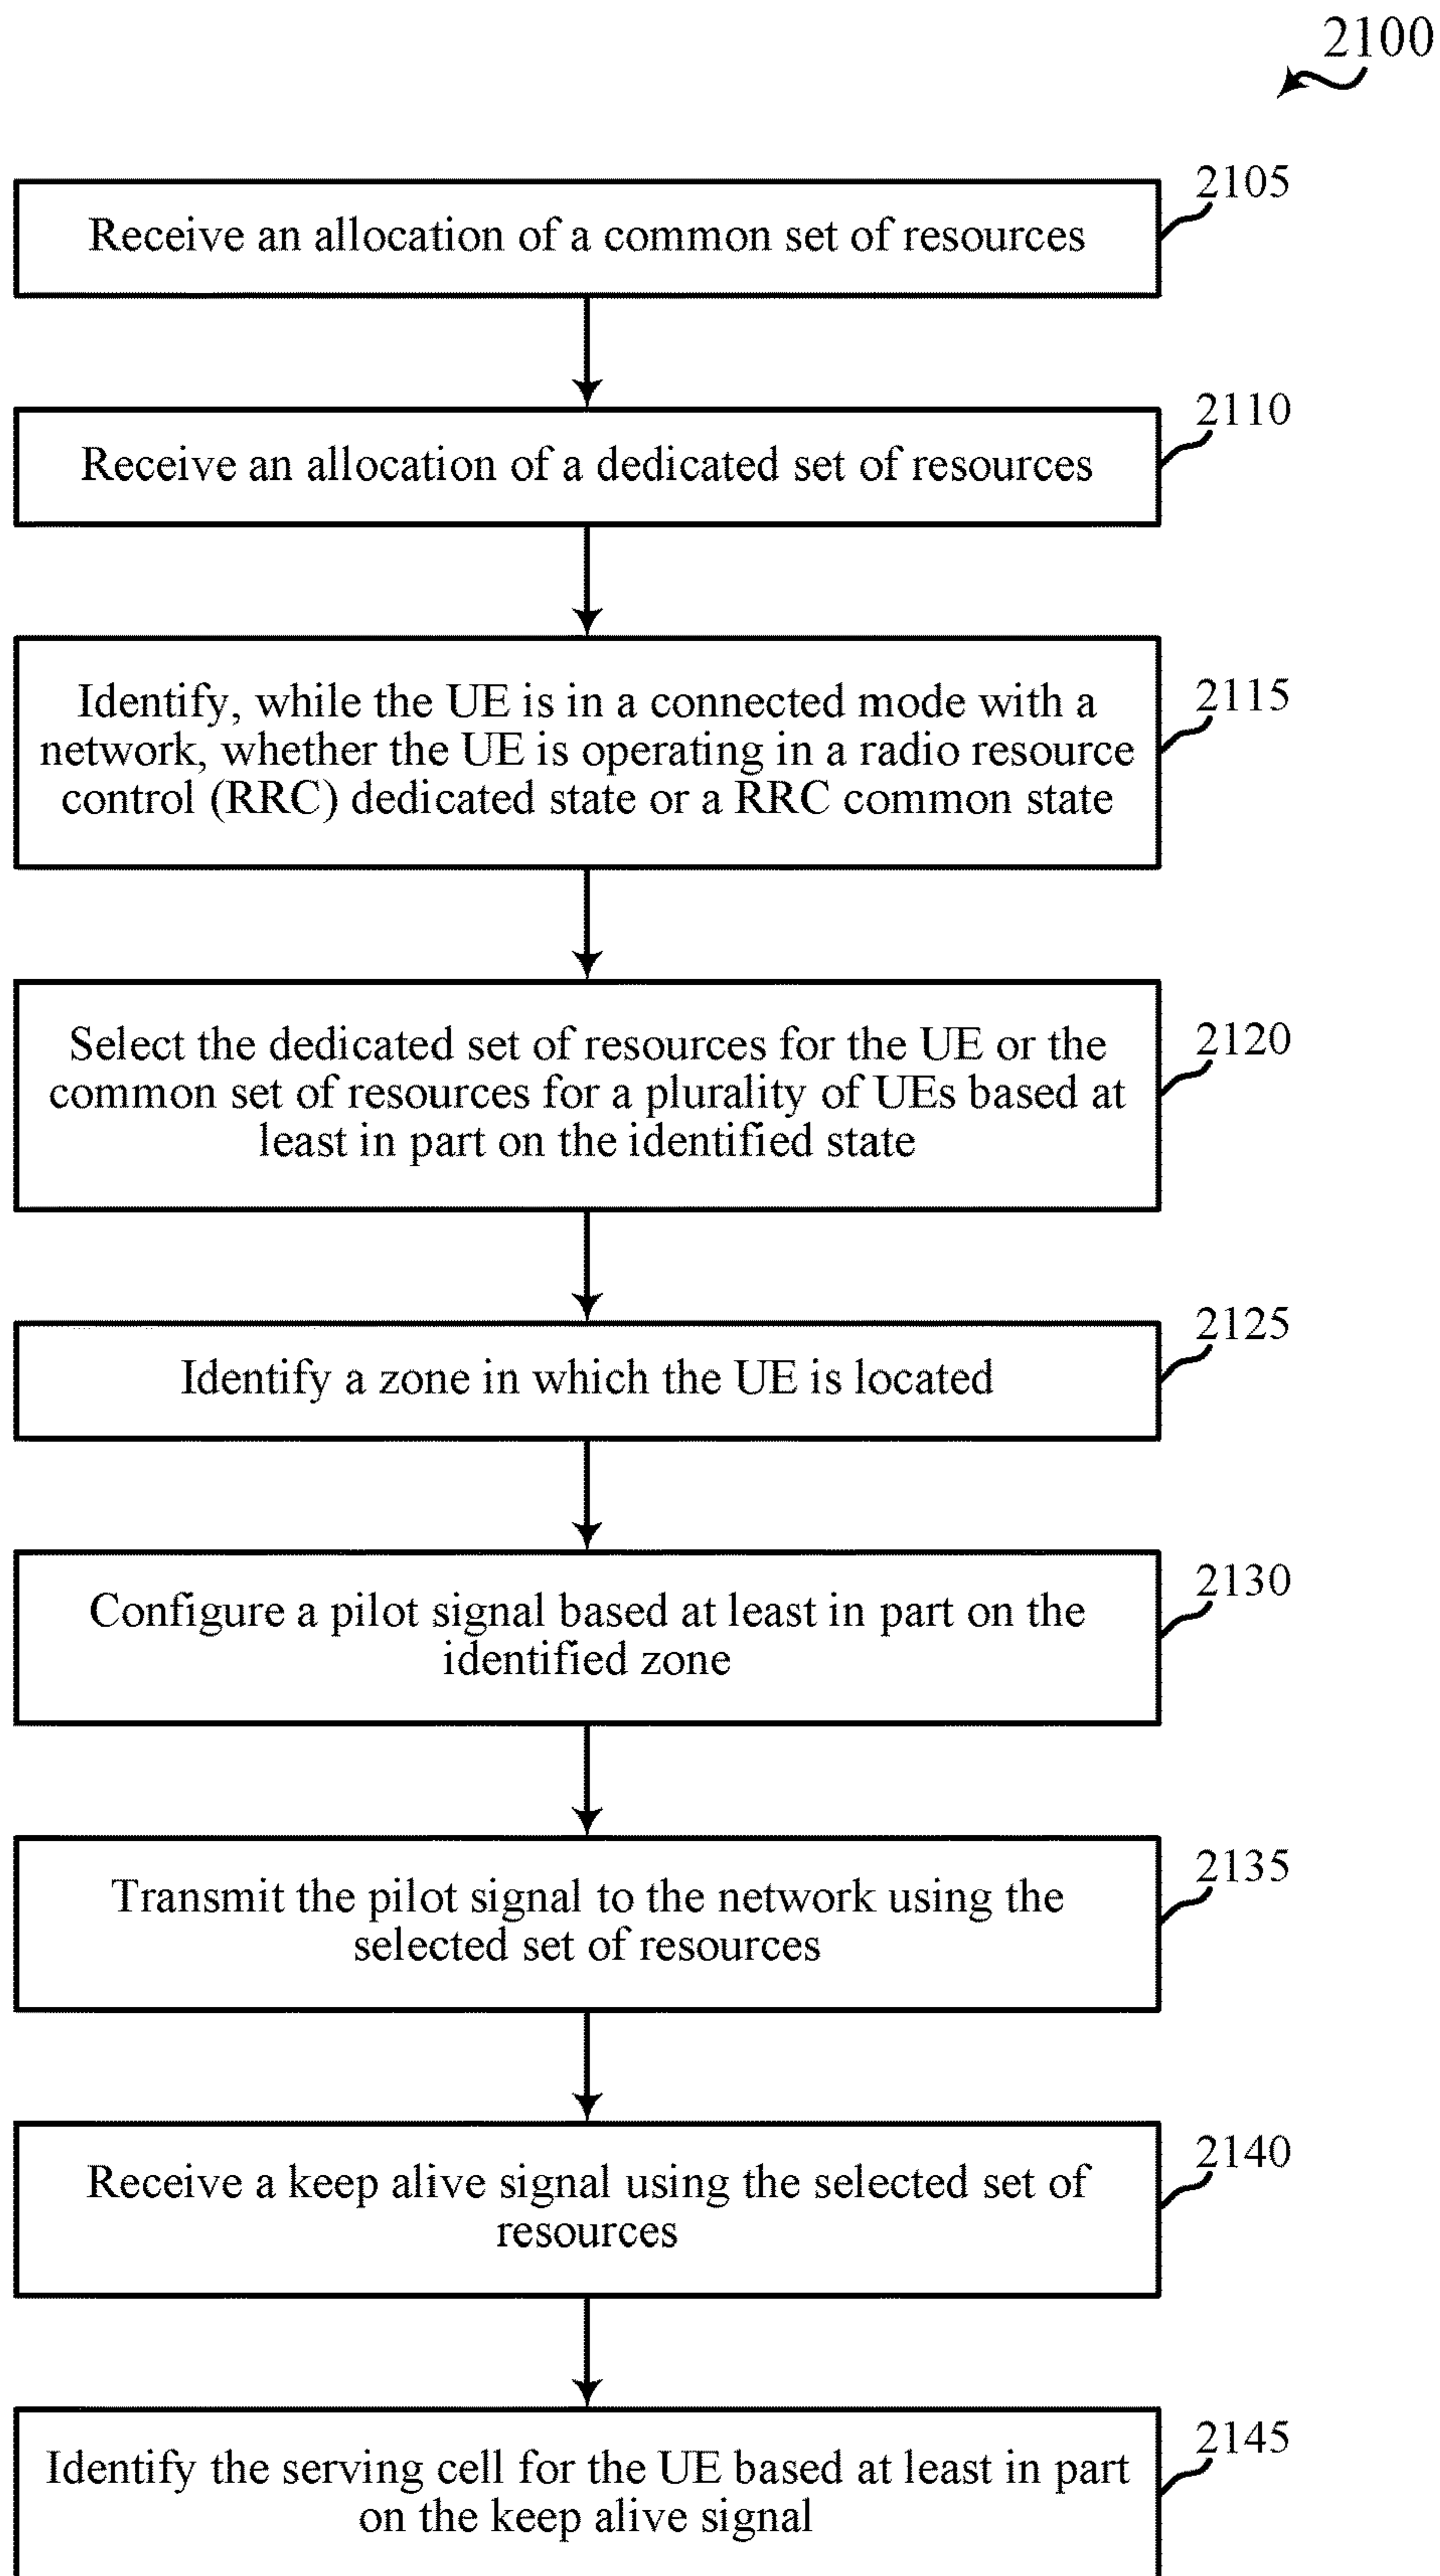 2100
2105
Receive an allocation of a common set of resources
2110
Receive an allocation of a dedicated set of resources
2115
Identify, while the UE is in a connected mode with a
network, whether the UE is operating in a radio resource
control (RRC) dedicated state or a RRC common state
2120
Select the dedicated set of resources for the UE or the
common set of resources for a plurality of UEs based at
least in part on the identified state
2125
Identify a zone in which the UE is located
2130
Configure a pilot signal based at least in part on the
identified zone
2135
Transmit the pilot signal to the network using the
selected set of resources
2140
Receive a keep alive signal using the selected set of
resources
2145
Identify the serving cell for the UE based at least in part
on the keep alive signal